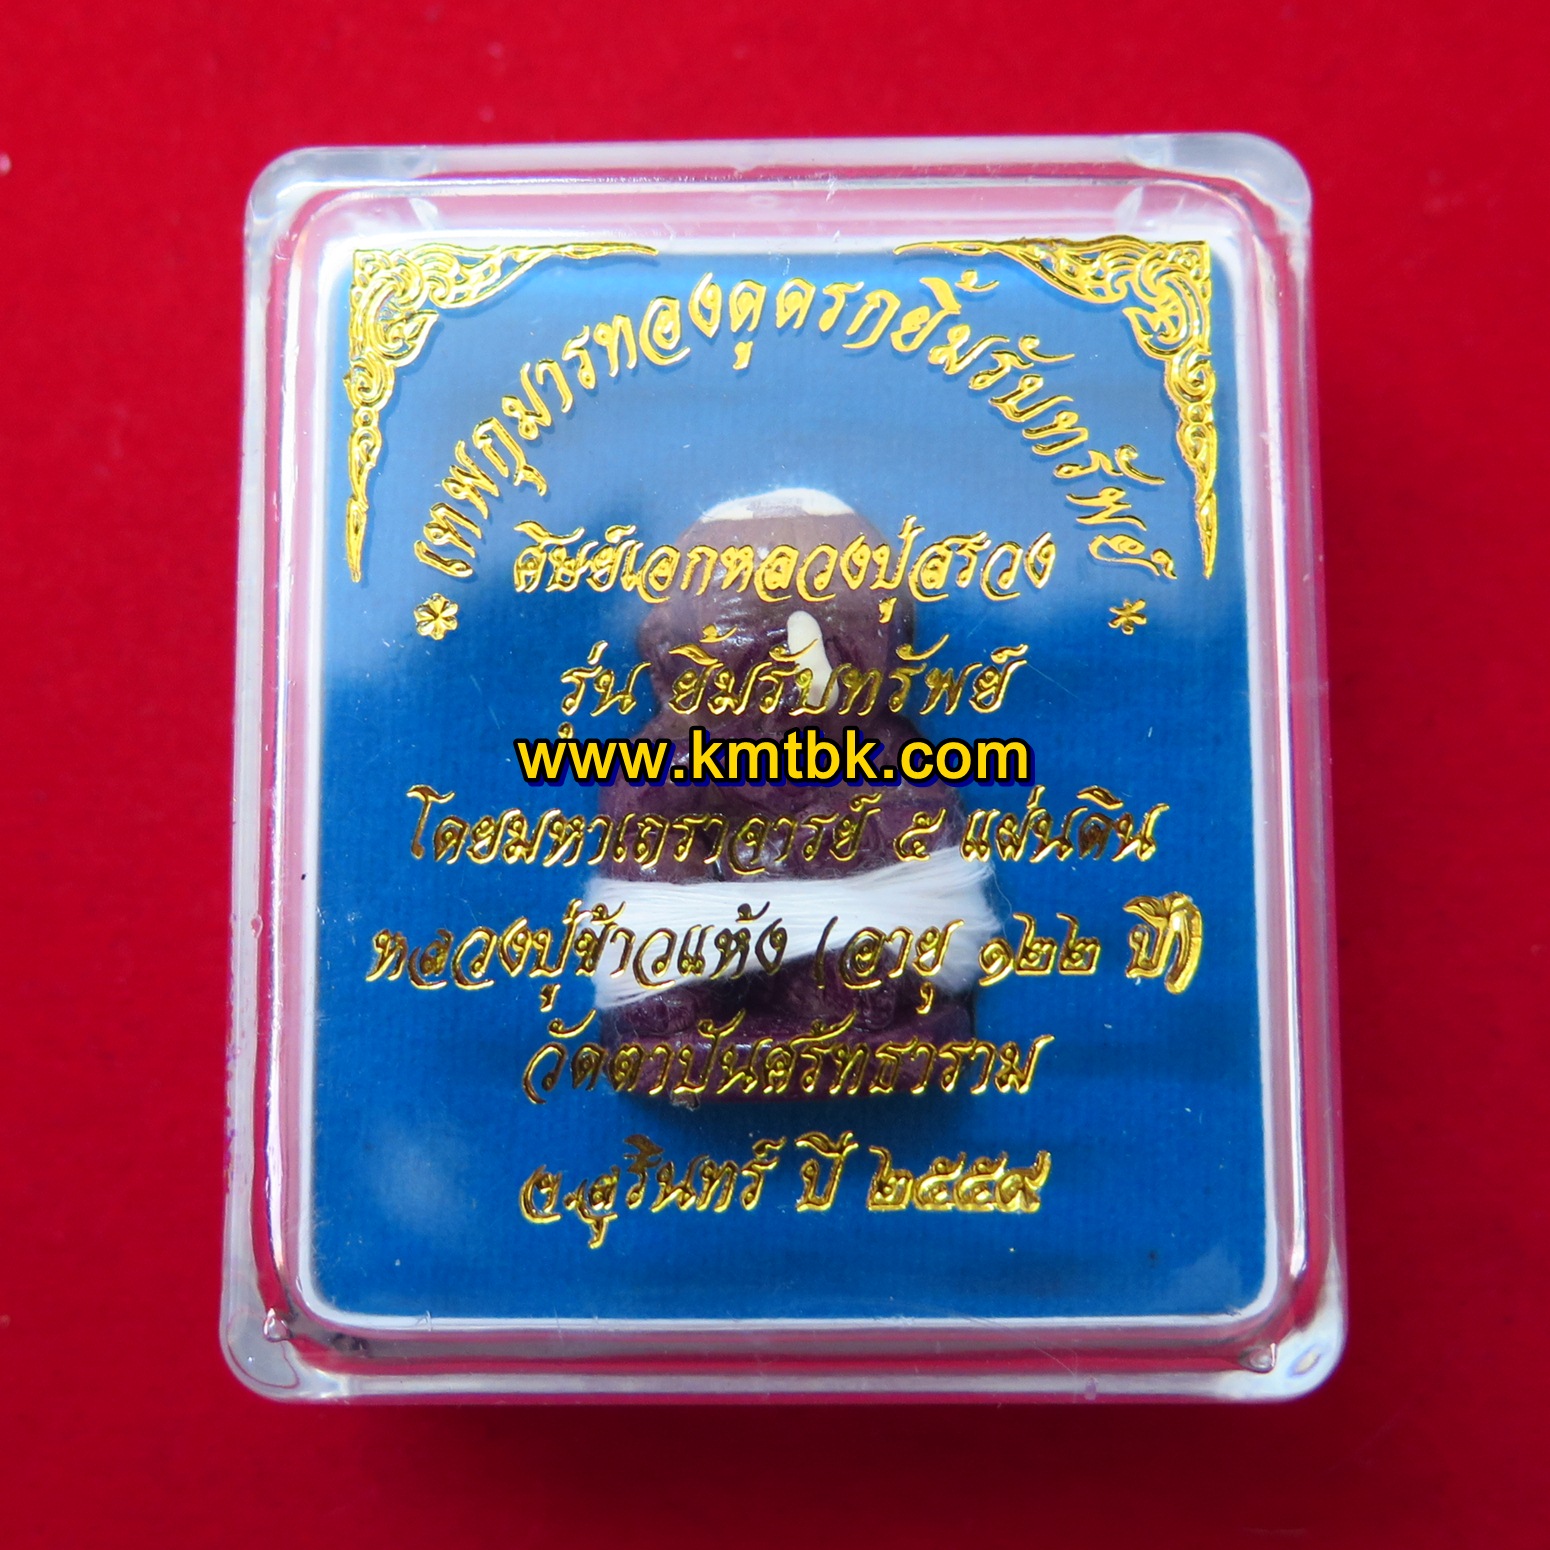 เทพกุมารทองดูดรกยิ้มรับทรัพย์
ศิษย์เอกหลวงปู่สรวง
รุ่น ยิ้มรับทรัพย์
www.kmtbk.com
โดยมหาเถราจารย์ ๕ แผ่นดิน
หลวงปู่ข้าวแห้ง (อายุ ๑๒๒ ปี)
วัดตาปันศรัทธาราม
จ.สุรินทร์ ปี ๒๕๕๙